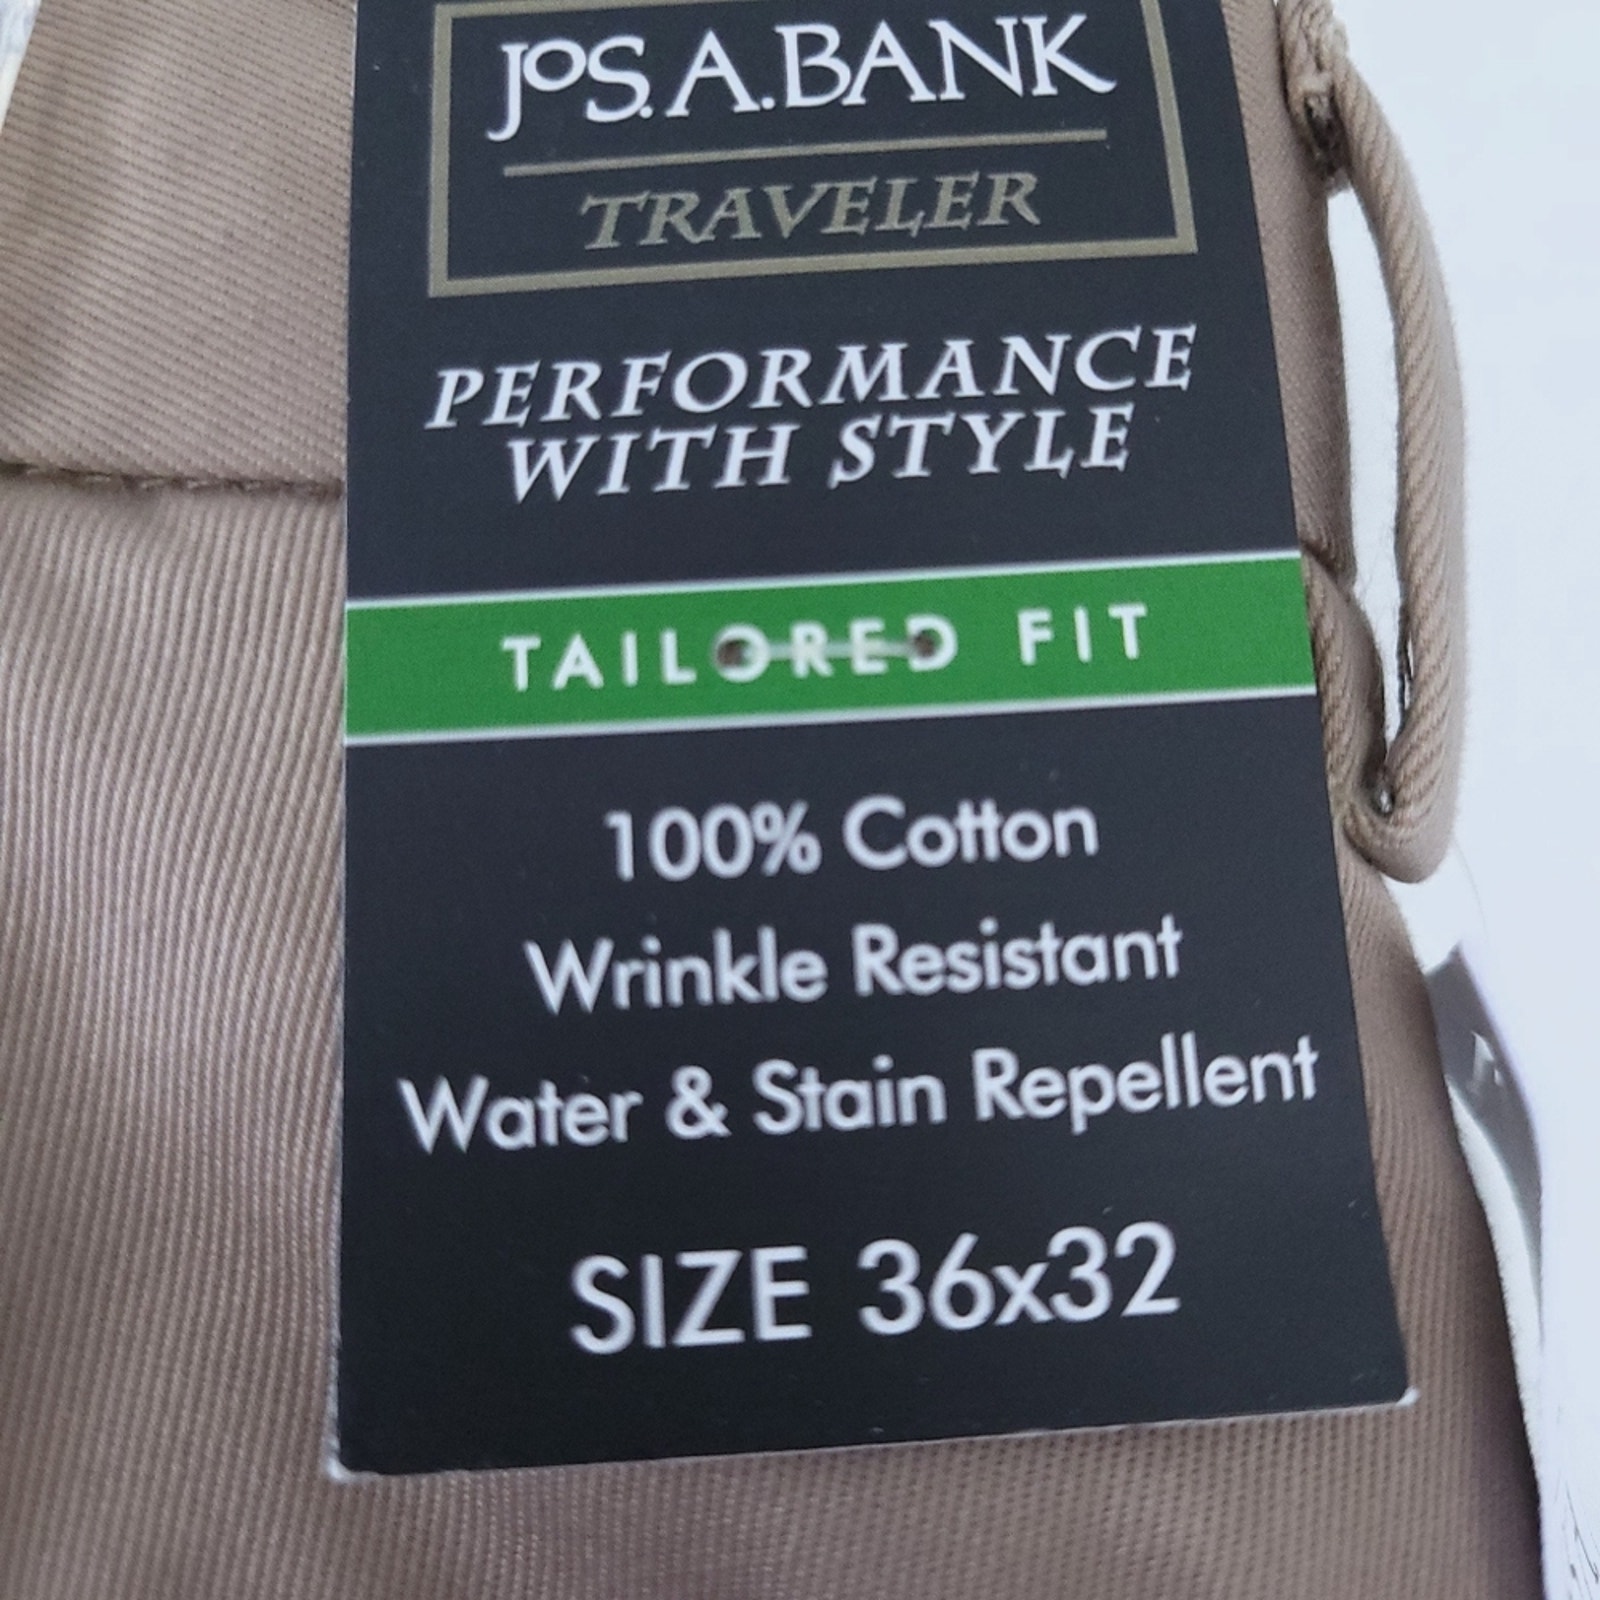 JOS. A. BANK
TRAVELER
PERFORMANCE
WITH STYLE
TAILORED FIT
100% Cotton
Wrinkle Resistant
Water & Stain Repellent
SIZE 36x32